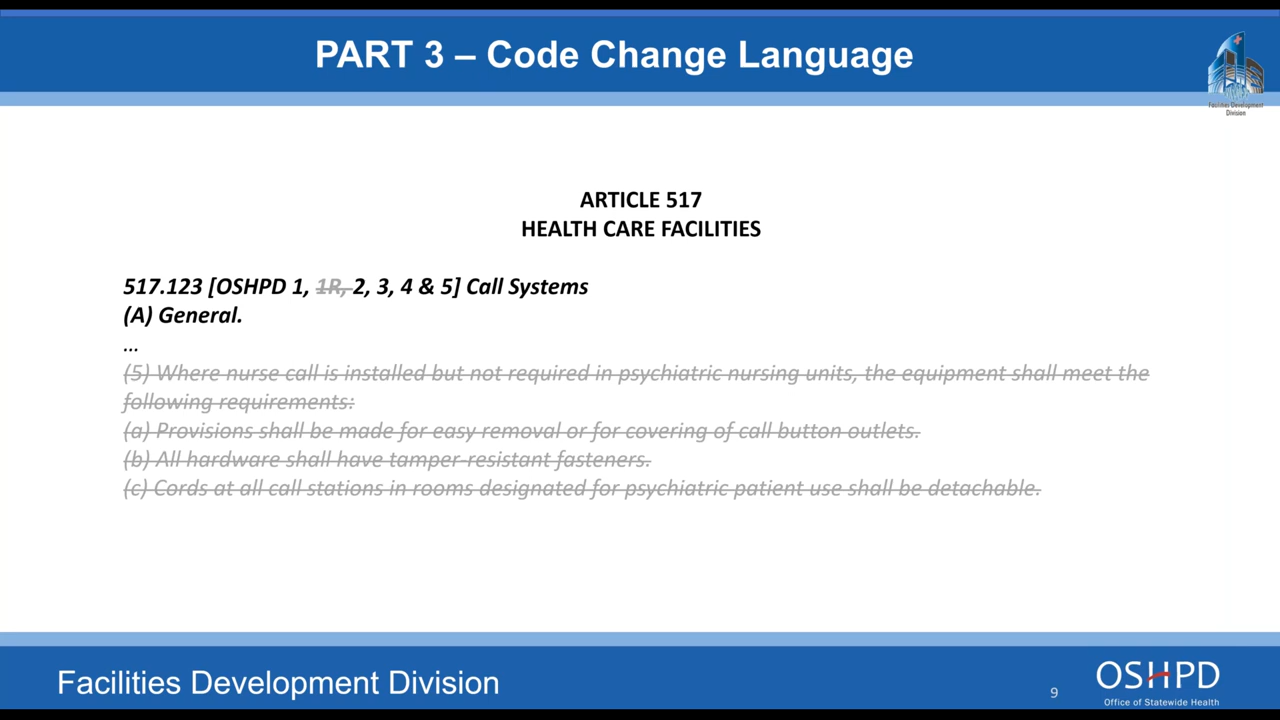 PART 3 – Code Change Language
Facilities Development
Division
ARTICLE 517
HEALTH CARE FACILITIES
517.123 [OSHPD 1, 1R, 2, 3, 4 & 5] Call Systems
(A) General.
...
(5) Where nurse call is installed but not required in psychiatric nursing units, the equipment shall meet the
following requirements:
(a) Provisions shall be made for easy removal or for covering of call button outlets.
(b) All hardware shall have tamper-resistant fasteners.
(c) Cords at all call stations in rooms designated for psychiatric patient use shall be detachable.
Facilities Development Division
9
OSHPD
Office of Statewide Health